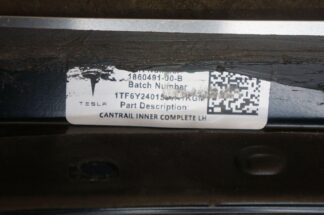 1860491-00-B
Batch Number
TESLA
Part Description
CANTRAIL INNER COMPLETE LH